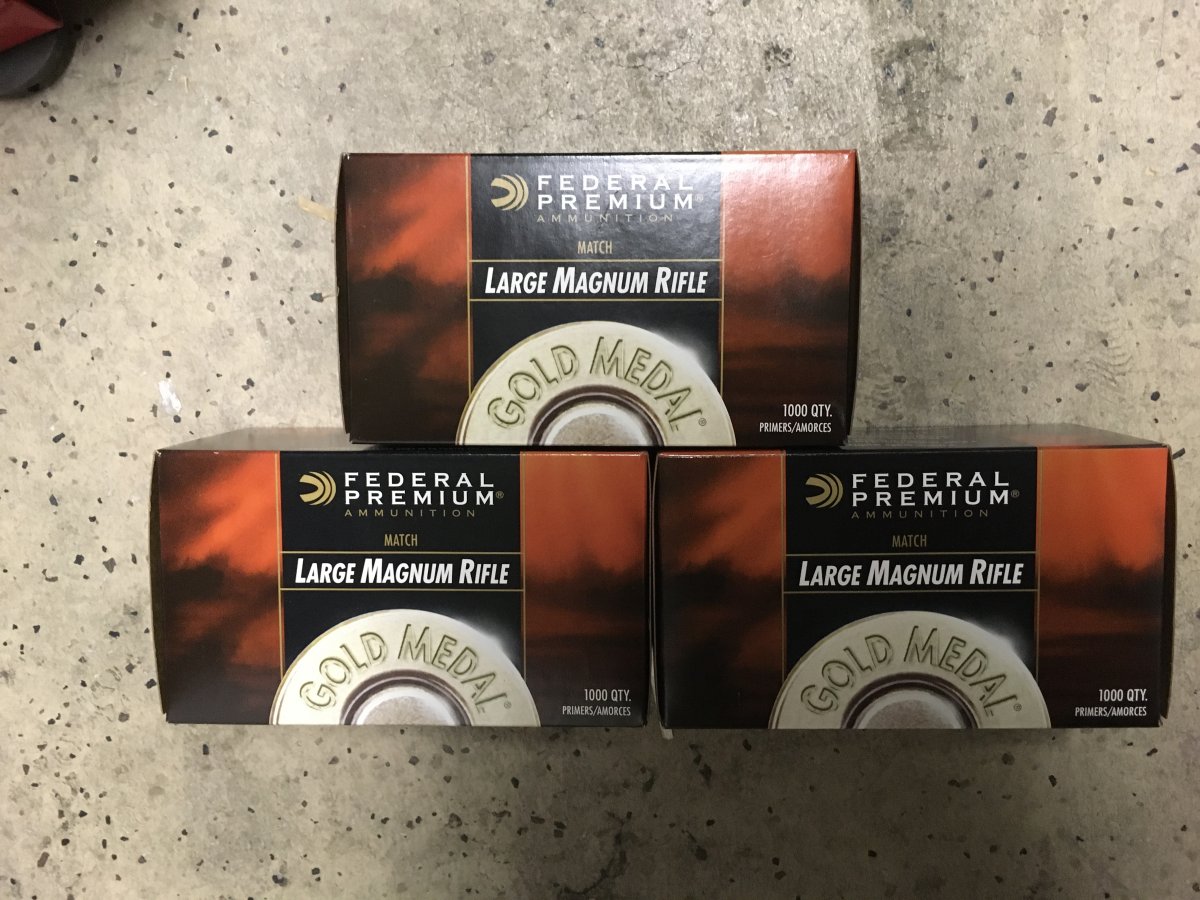 FEDERAL
PREMIUM®
AMMUNITION
MATCH
LARGE MAGNUM RIFLE
GOLD MEDAL®
1000 QTY.
PRIMERS/AMORCES
FEDERAL
PREMIUM®
AMMUNITION
MATCH
LARGE MAGNUM RIFLE
GOLD MEDAL®
1000 QTY.
PRIMERS/AMORCES
FEDERAL
PREMIUM®
AMMUNITION
MATCH
LARGE MAGNUM RIFLE
GOLD MEDAL®
1000 QTY.
PRIMERS/AMORCES